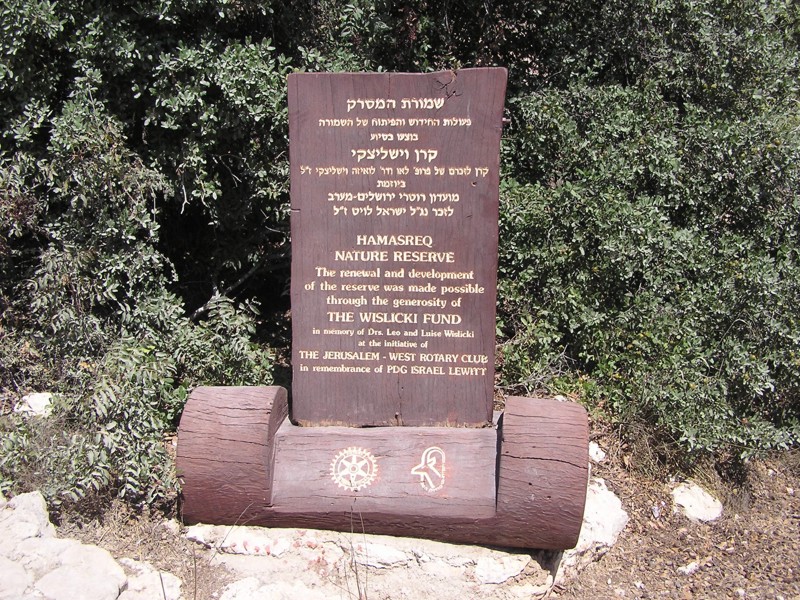 שמורת המסרק
פעולות החידוש והפיתוח של השמורה
בוצעו בסיוע
קרן וישליצקי
קרן לזכרם של פרופ' לאו ודר' לואיזה וישליצקי ז"ל
ביוזמת
מועדון רוטרי ירושלים-מערב
לזכר נג"ל ישראל לויט ז"ל
HAMASREQ
NATURE RESERVE
The renewal and development
of the reserve was made possible
through the generosity of
THE WISLICKI FUND
in memory of Drs. Leo and Luise Wislicki
at the initiative of
THE JERUSALEM - WEST ROTARY CLUB
in remembrance of PDG ISRAEL LEWITT